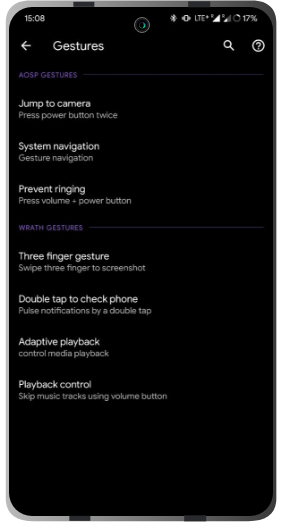 15:08 LTE+ 17%
Gestures
AOSP GESTURES
Jump to camera
Press power button twice
System navigation
Gesture navigation
Prevent ringing
Press volume + power button
WRATH GESTURES
Three finger gesture
Swipe three finger to screenshot
Double tap to check phone
Pulse notifications by a double tap
Adaptive playback
control media playback
Playback control
Skip music tracks using volume button